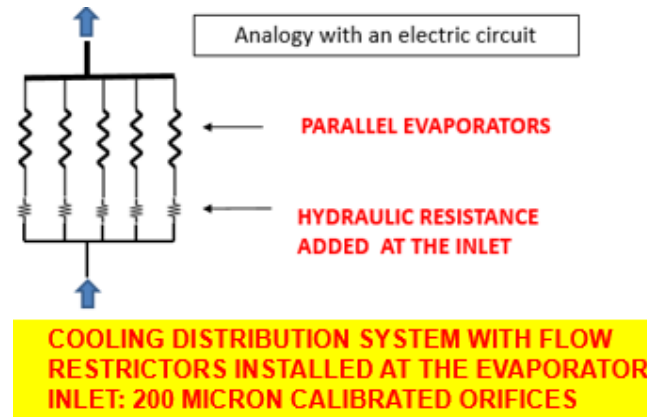 Analogy with an electric circuit
PARALLEL EVAPORATORS
HYDRAULIC RESISTANCE
ADDED AT THE INLET
COOLING DISTRIBUTION SYSTEM WITH FLOW
RESTRICTORS INSTALLED AT THE EVAPORATOR
INLET: 200 MICRON CALIBRATED ORIFICES